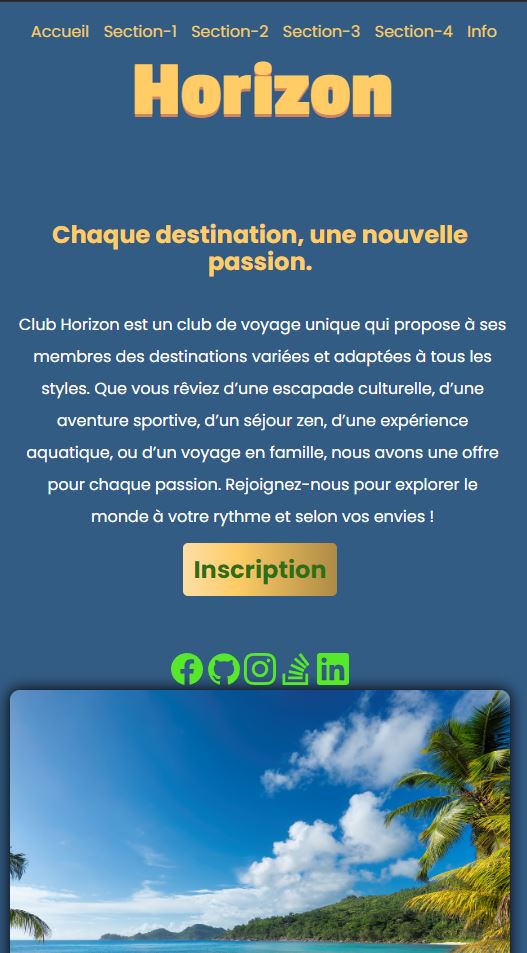 Accueil Section-1 Section-2 Section-3 Section-4 Info
Horizon
Chaque destination, une nouvelle
passion.
Club Horizon est un club de voyage unique qui propose à ses
membres des destinations variées et adaptées à tous les
styles. Que vous rêviez d’une escapade culturelle, d’une
aventure sportive, d’un séjour zen, d’une expérience
aquatique, ou d’un voyage en famille, nous avons une offre
pour chaque passion. Rejoignez-nous pour explorer le
monde à votre rythme et selon vos envies !
Inscription